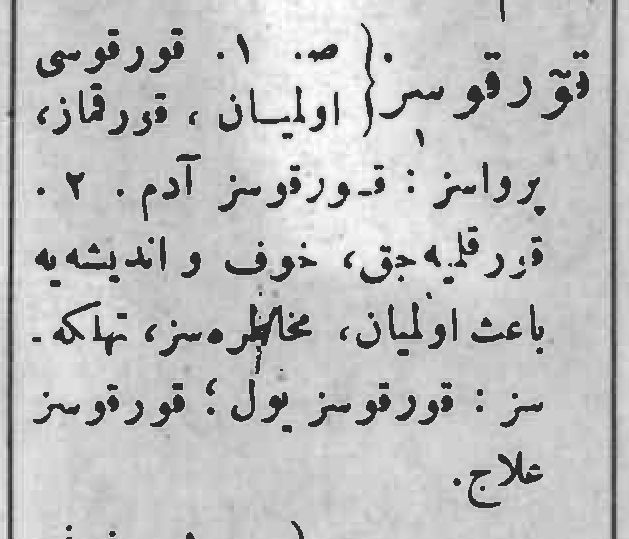 قورقوسز } ص. ١. قورقوسی
اولمیان ، قورقماز،
پرواسز : قورقوسز آدم. ٢.
قورقلیه‌جق، خوف و اندیشه‌یه
باعث اولمیان، مخاطره‌سز، تهلکه-
سز : قورقوسز یول؛ قورقوسز
علاج.